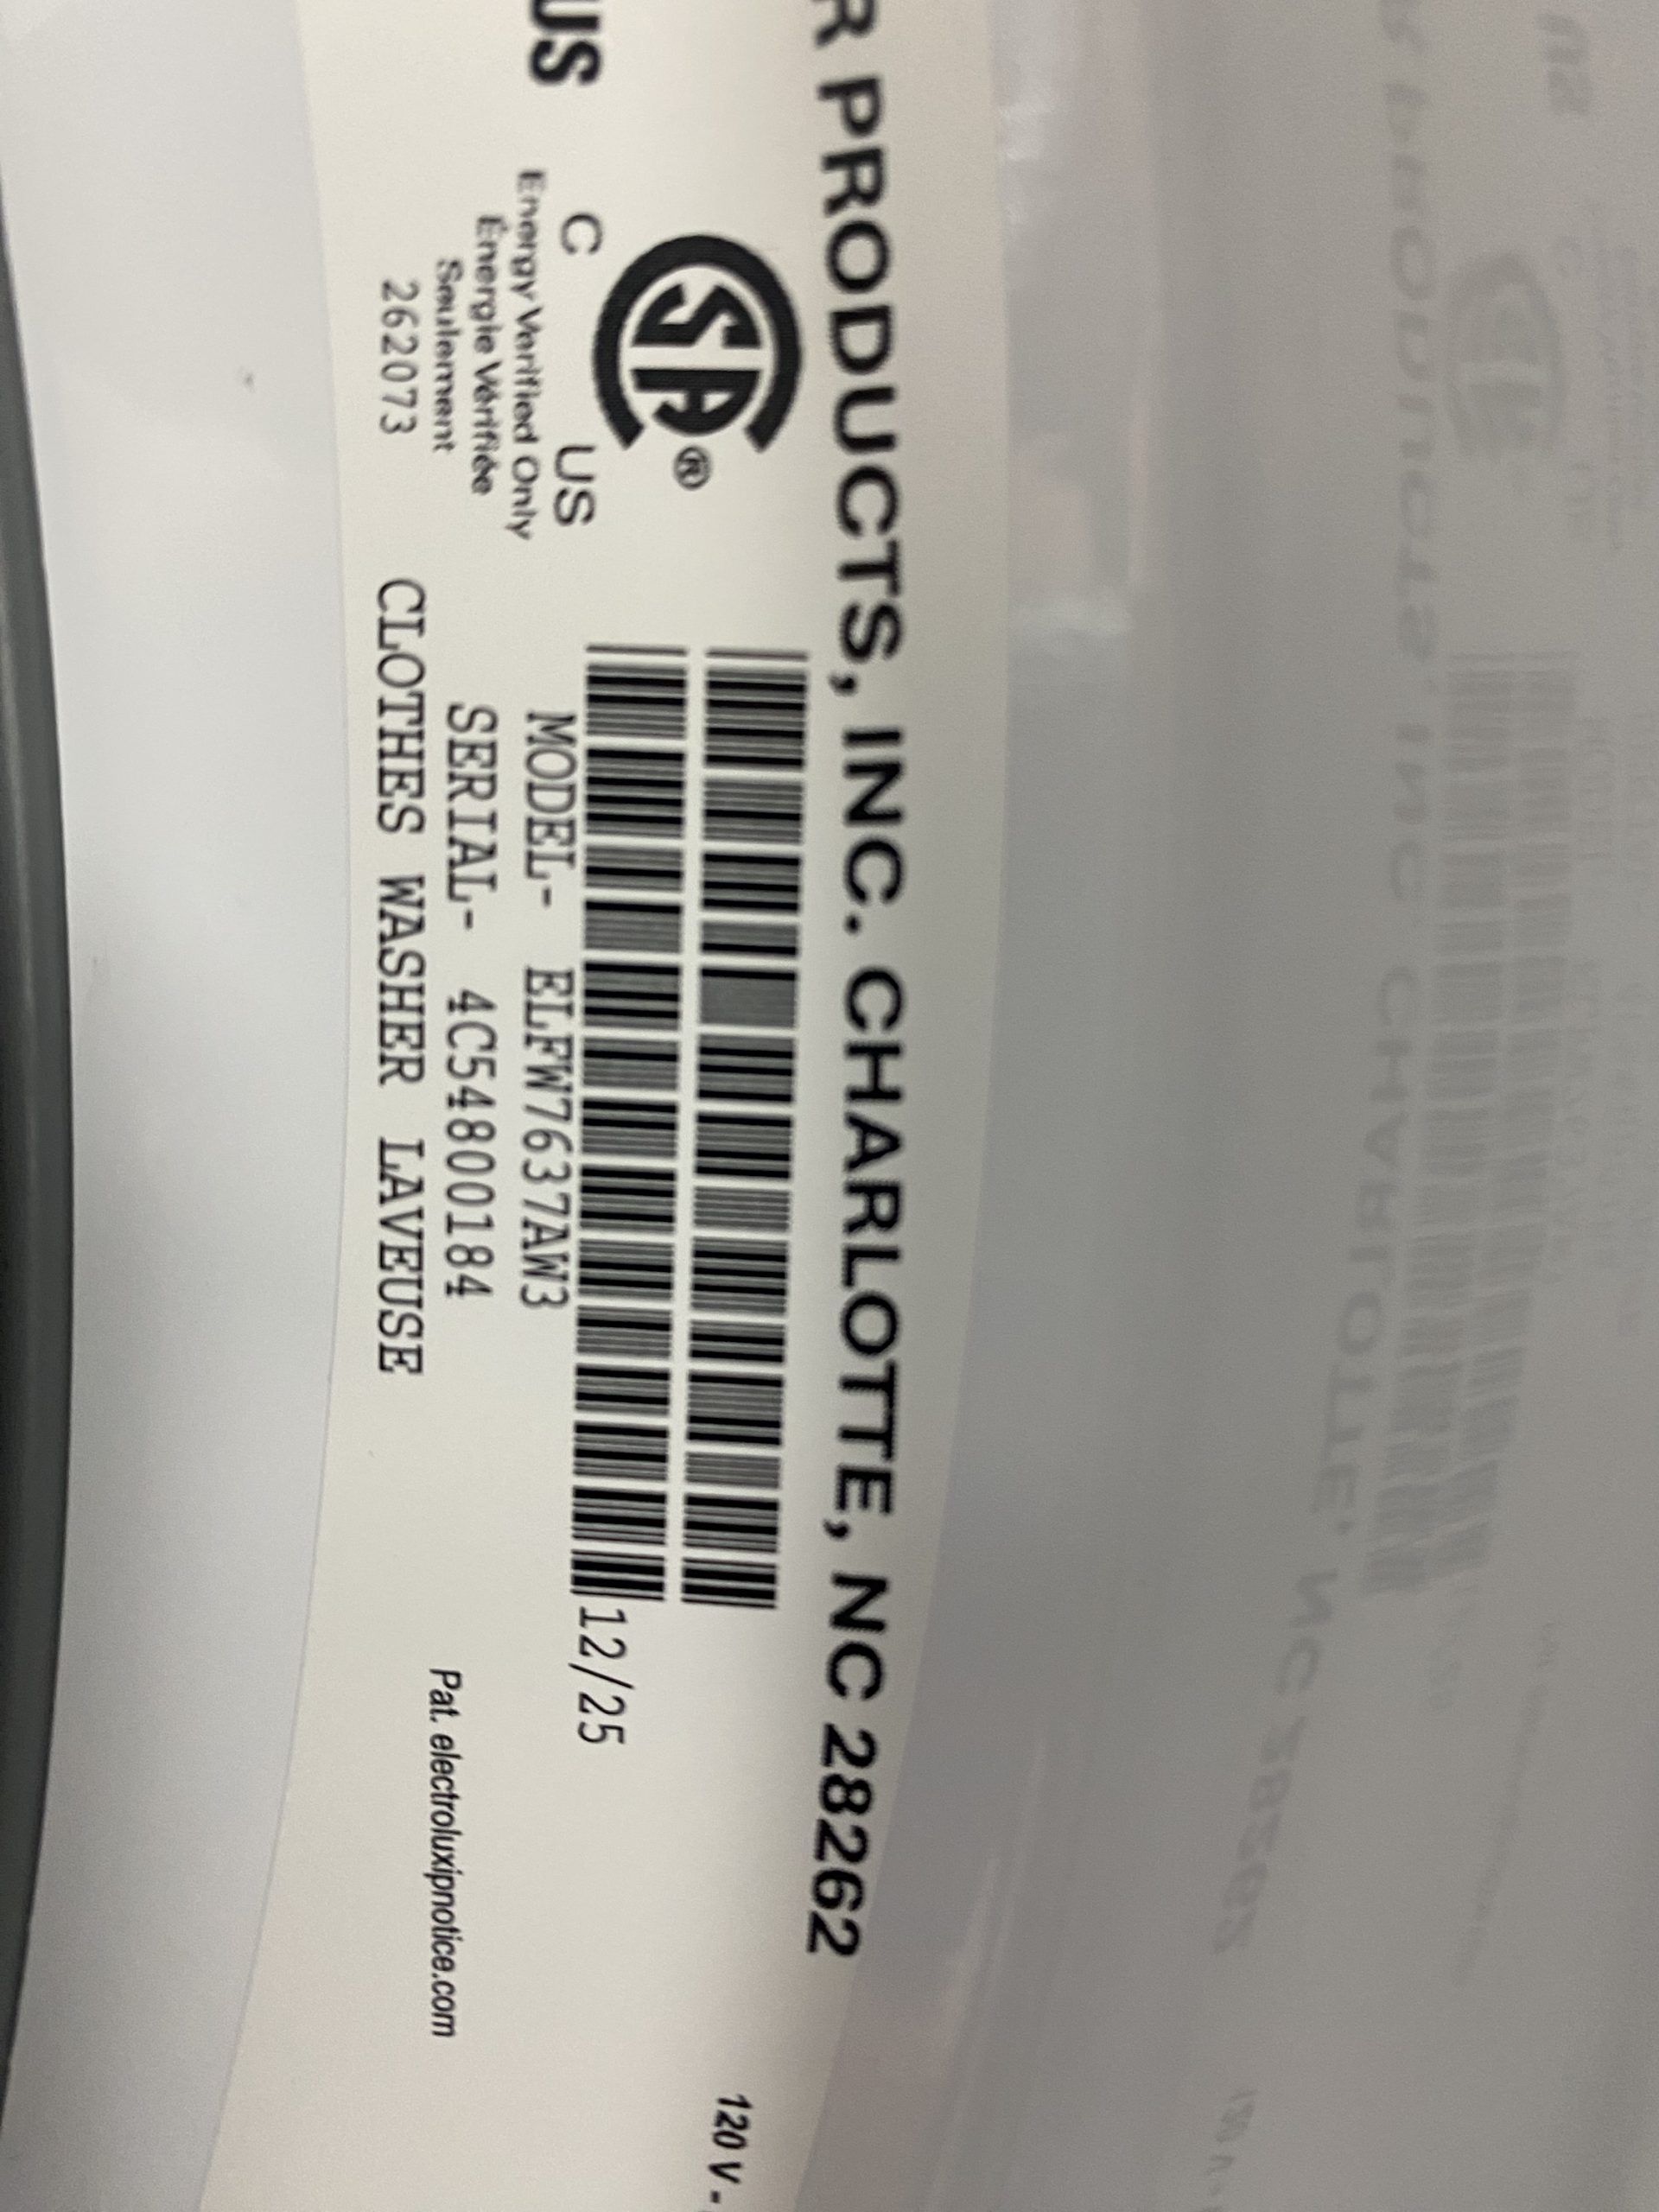 R PRODUCTS, INC. CHARLOTTE, NC 28262
US
SA®
C US
Energy Verified Only
Énergie Vérifiée
Seulement
262073
12/25
MODEL- ELFW7637AW3
SERIAL- 4C54800184
CLOTHES WASHER LAVEUSE
Pat. electroluxipnotice.com
120 V -